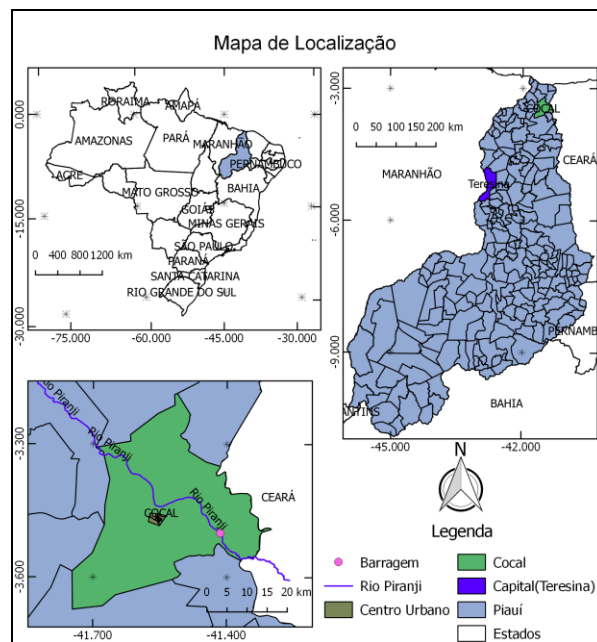 Mapa de Localização
RORAIMA
AMAPÁ
0.000
AMAZONAS
PARÁ
MARANHÃO
PERNAMBUCO
ACRE
MATO GROSSO
BAHIA
GOIÁS
-15.000
MINAS GERAIS
0 400 800 1200 km
SÃO PAULO
PARANÁ
SANTA CATARINA
RIO GRANDE DO SUL
-30.000
-75.000 -60.000 -45.000 -30.000
-3.000
COCAL
0 50 100 150 200 km
CEARÁ
MARANHÃO
Teresina
-6.000
PERNAMB
-9.000
BAHIA
ANTINS
-45.000 -42.000
-3.300
Rio Piranji
Rio Piranji
Rio Piranji
CEARÁ
COCAL
-3.600
0 5 10 15 20 km
-41.700 -41.400
N
Legenda
Barragem
Rio Piranji
Centro Urbano
Cocal
Capital(Teresina)
Piauí
Estados